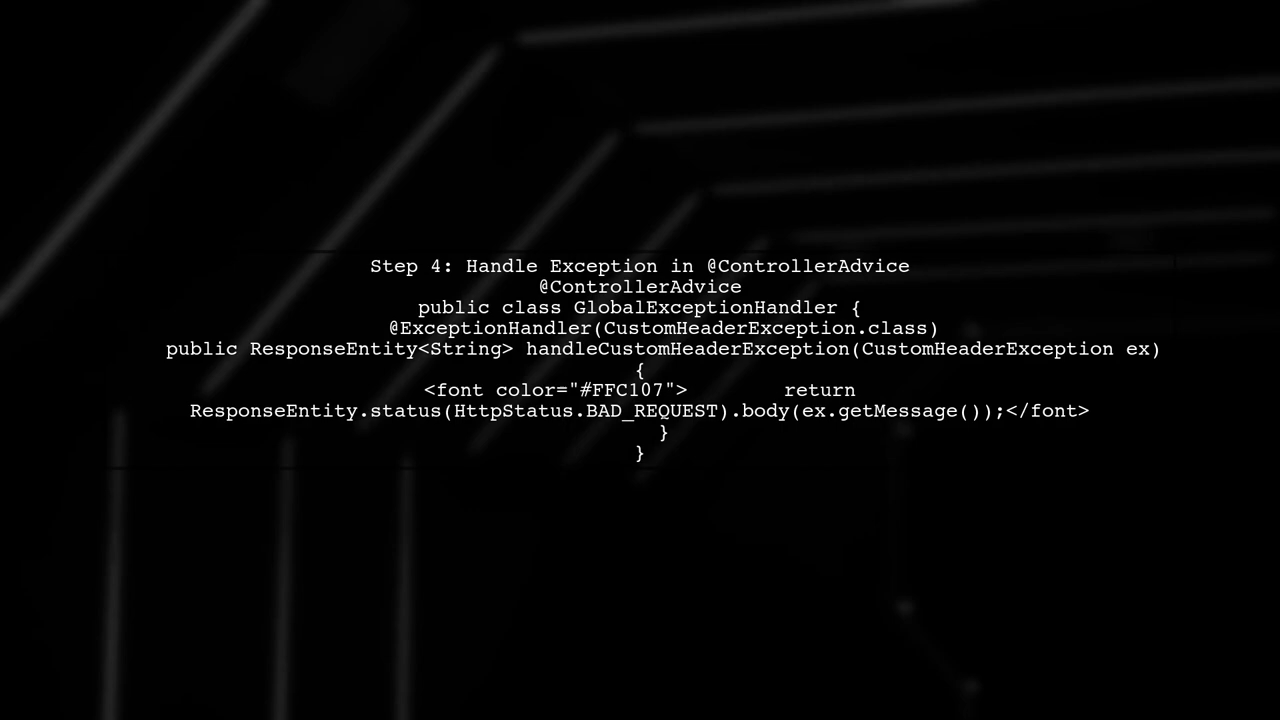 Step 4: Handle Exception in @ControllerAdvice
@ControllerAdvice
public class GlobalExceptionHandler {
@ExceptionHandler(CustomHeaderException.class)
public ResponseEntity<String> handleCustomHeaderException(CustomHeaderException ex)
{
<font color="#FFC107">        return
ResponseEntity.status(HttpStatus.BAD_REQUEST).body(ex.getMessage());</font>
}
}